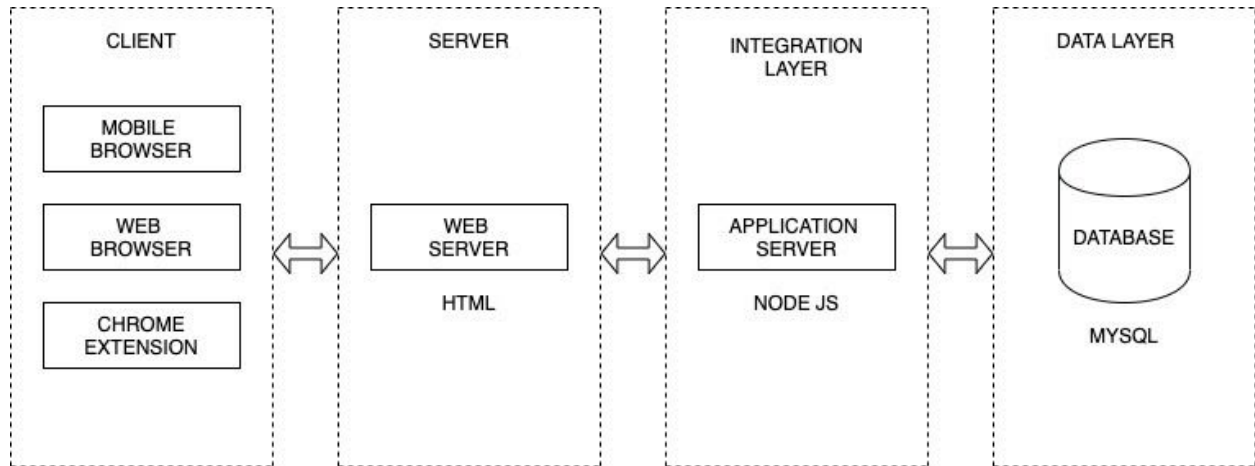 CLIENT
MOBILE
BROWSER
WEB
BROWSER
CHROME
EXTENSION
SERVER
WEB
SERVER
HTML
INTEGRATION
LAYER
APPLICATION
SERVER
NODE JS
DATA LAYER
DATABASE
MYSQL